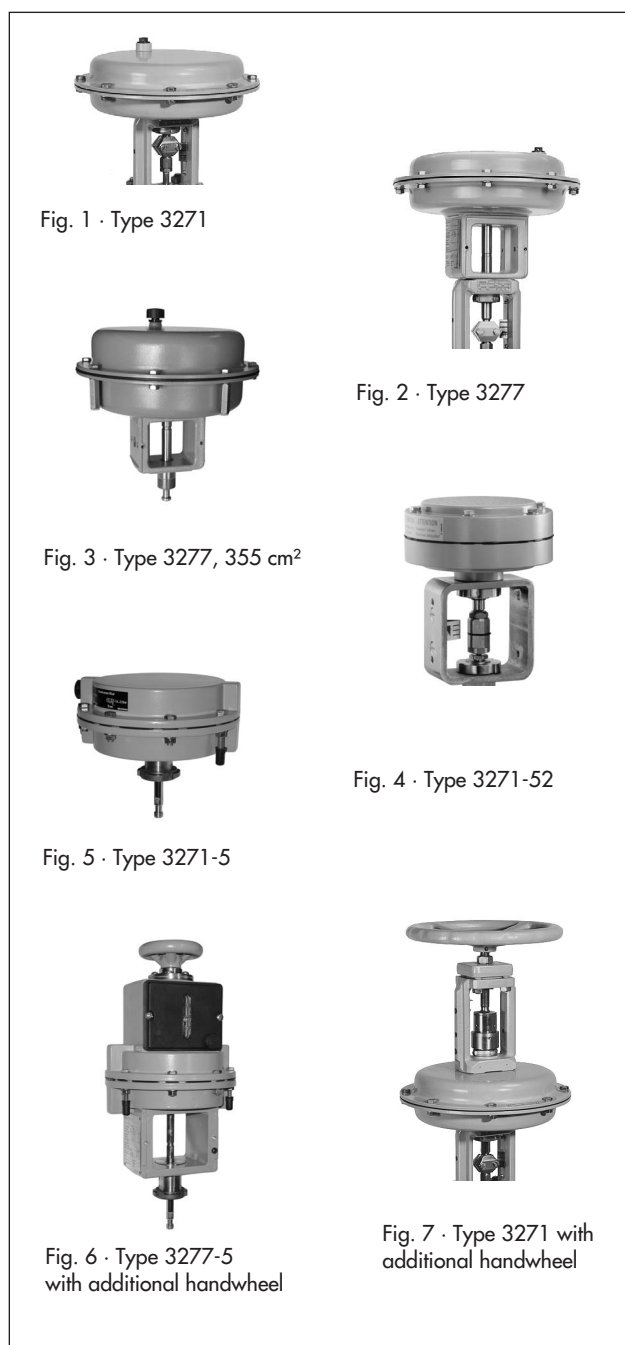 Fig. 1 · Type 3271
Fig. 2 · Type 3277
Fig. 3 · Type 3277, 355 cm²
ATTENTION
Fig. 4 · Type 3271-52
Fig. 5 · Type 3271-5
Fig. 6 · Type 3277-5
with additional handwheel
Fig. 7 · Type 3271 with
additional handwheel